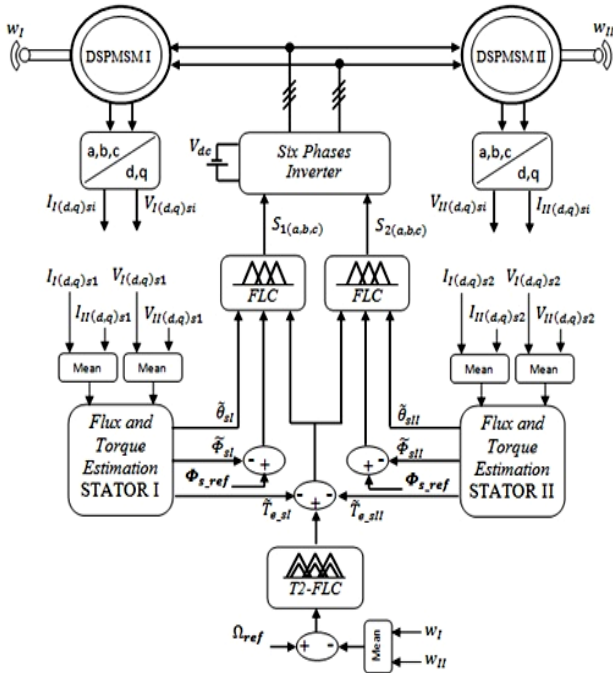 w_I
DSPMSM I
DSPMSM II
w_II
a,b,c
d,q
V_dc
Six Phases
Inverter
a,b,c
d,q
I_I(d,q)si
V_I(d,q)si
V_II(d,q)si
I_II(d,q)si
S_1(a,b,c)
S_2(a,b,c)
FLC
FLC
I_I(d,q)s1
V_I(d,q)s1
I_II(d,q)s1
V_II(d,q)s1
I_I(d,q)s2
V_I(d,q)s2
I_II(d,q)s2
V_II(d,q)s2
Mean
Mean
Mean
Mean
Flux and
Torque
Estimation
STATOR I
θ̃_sI
Φ̃_sI
Φ_s_ref
T̃_e_sI
- +
- +
- + -
θ̃_sII
Φ̃_sII
Φ_s_ref
T̃_e_sII
Flux and
Torque
Estimation
STATOR II
T2-FLC
Ω_ref
+ -
Mean
w_I
w_II